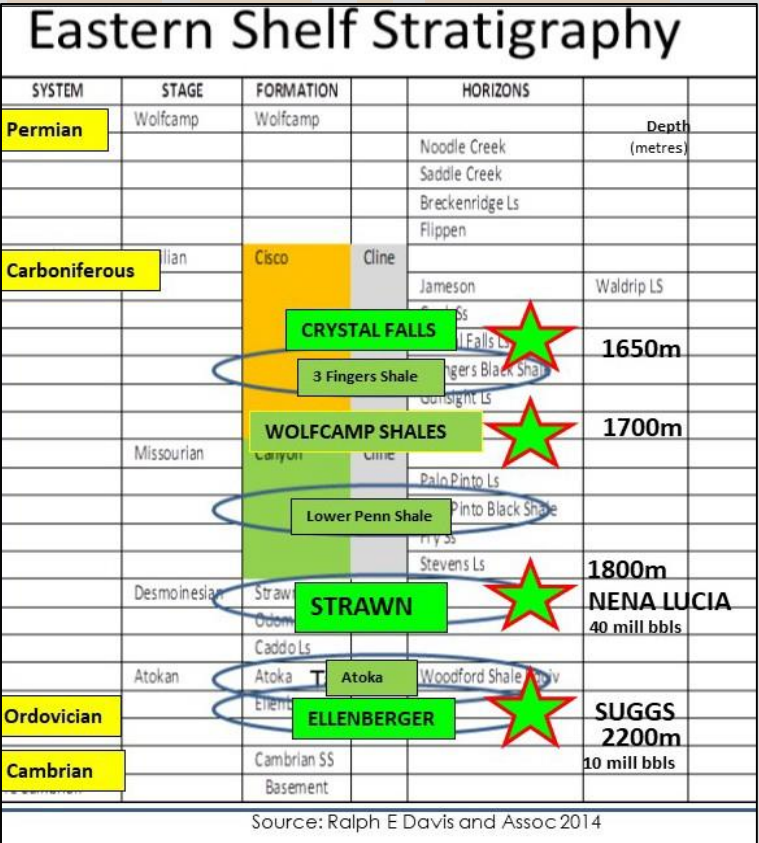 Eastern Shelf Stratigraphy
SYSTEM STAGE FORMATION HORIZONS
Permian Wolfcamp Wolfcamp Depth
(metres)
Noodle Creek
Saddle Creek
Breckenridge Ls
Flippen
Carboniferous Cisco Cline
Jameson Waldrip LS
CRYSTAL FALLS Falls 1650m
3 Fingers Shale Black
WOLFCAMP SHALES 1700m
Missourian Canyon Cline
Palo Pinto Ls
Lower Penn Shale Pinto Black Shale
Stevens Ls 1800m
Desmoinesian STRAWN NENA LUCIA
40 mill bbls
Caddo Ls
Atokan Atoka Atoka Woodford Shale
Ordovician ELLENBERGER SUGGS
2200m
Cambrian Cambrian SS 10 mill bbls
Basement
Source: Ralph E Davis and Assoc 2014